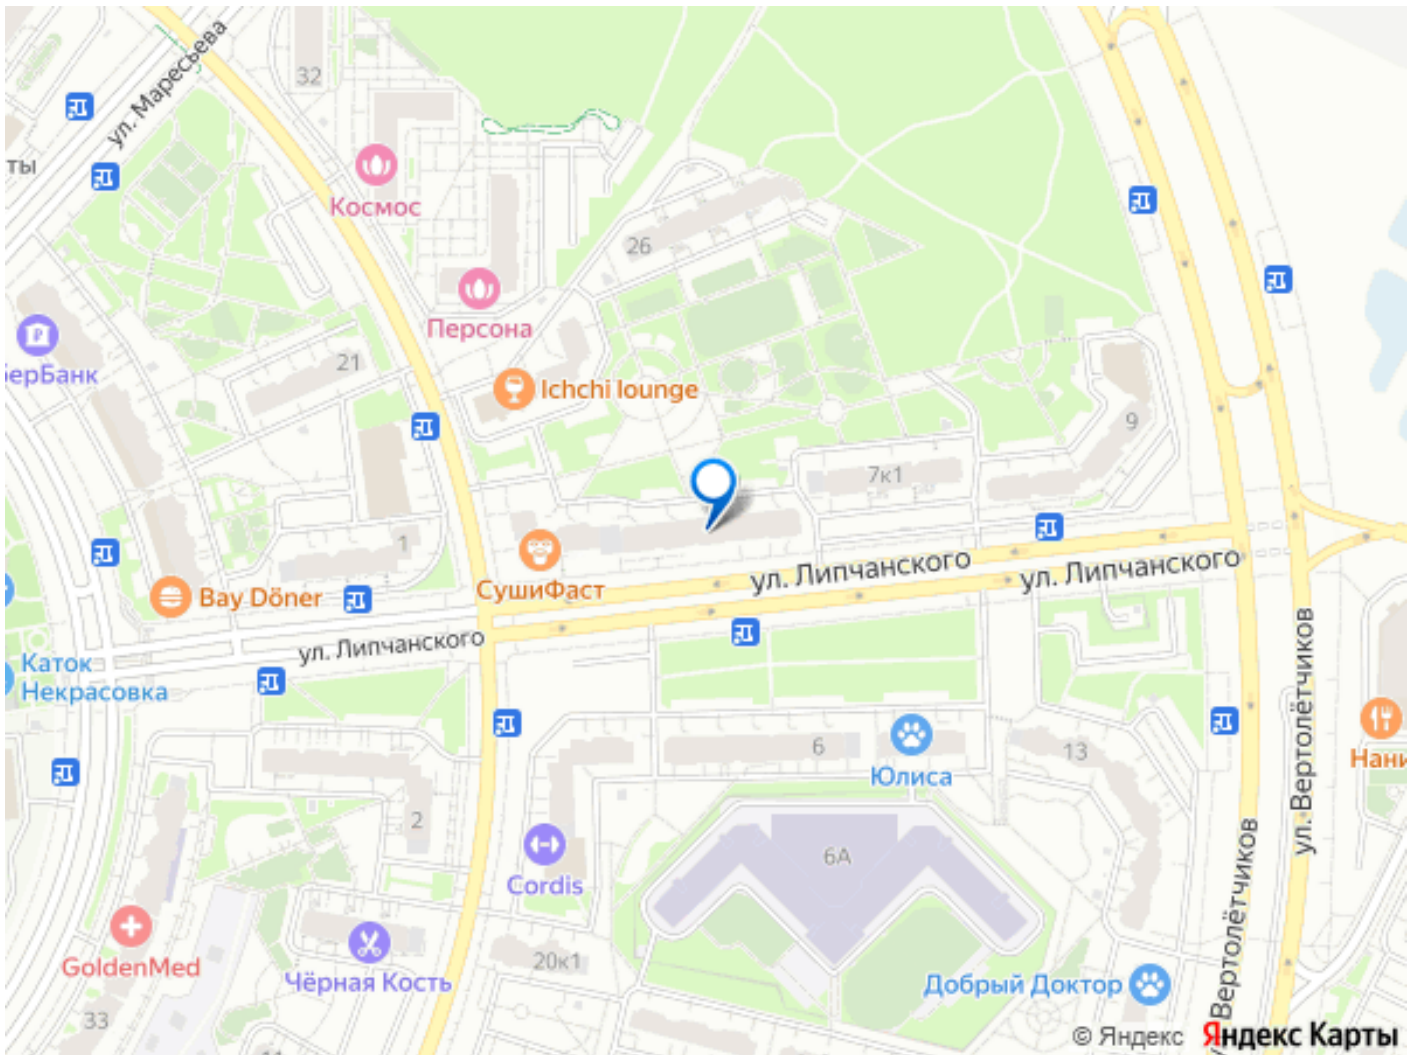 ул. Маресьева
32
ты
Космос
26
Персона
ерБанк
21
Ichchi lounge
9
7к1
1
СушиФаст
ул. Липчанского
ул. Липчанского
Bay Döner
ул. Липчанского
Каток
Некрасовка
ул. Вертолётчиков
6
Юлиса
13
Нани
2
6А
Cordis
ул. Вертолётчиков
GoldenMed
Чёрная Кость
20к1
Добрый Доктор
33
© Яндекс Яндекс Карты